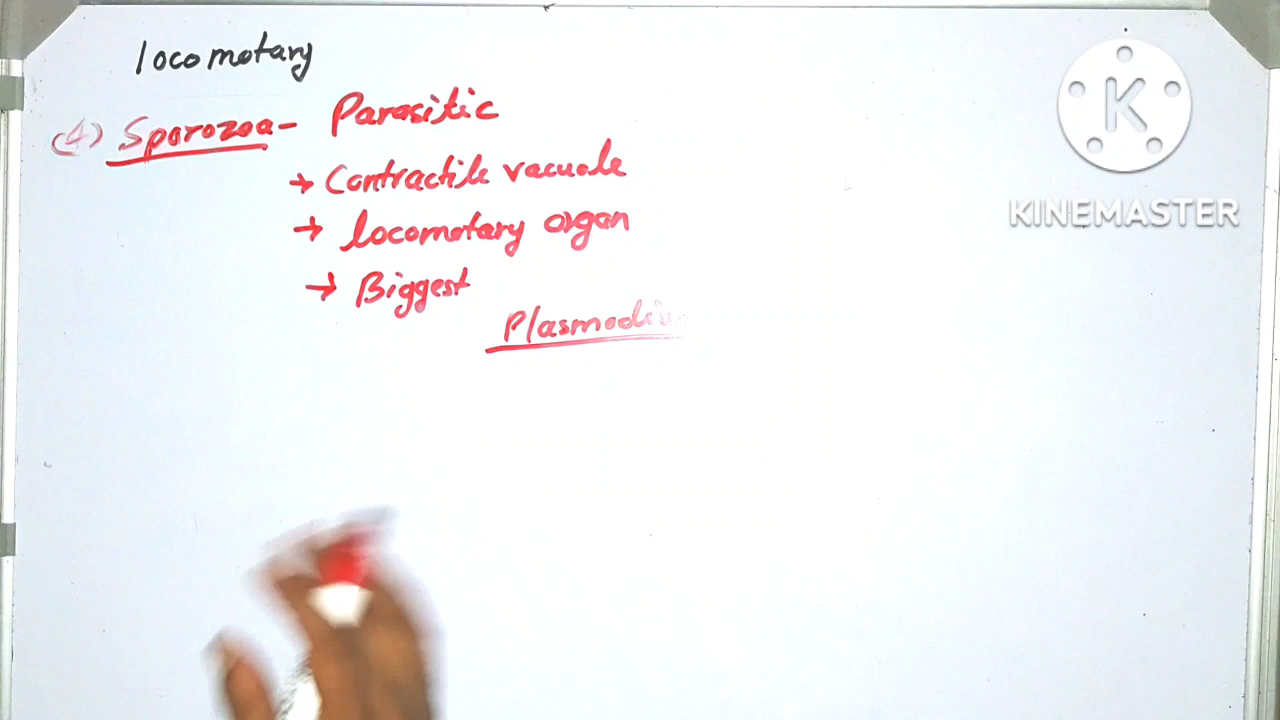 locomotary
(4) Sporozoa - Parasitic
→ Contractile vacuole
→ locomotary organ
→ Biggest
K
KINEMASTER